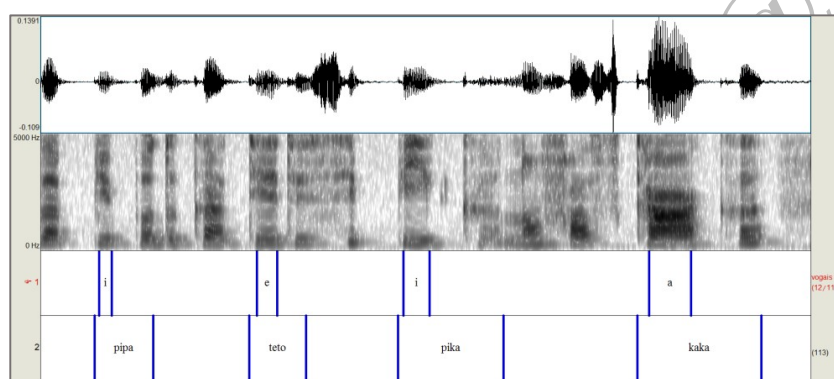 0.1391
0
-0.109
5000 Hz
0 Hz
1 i e i a vogais
(12/11
2 pipa teto pika kaka (113)